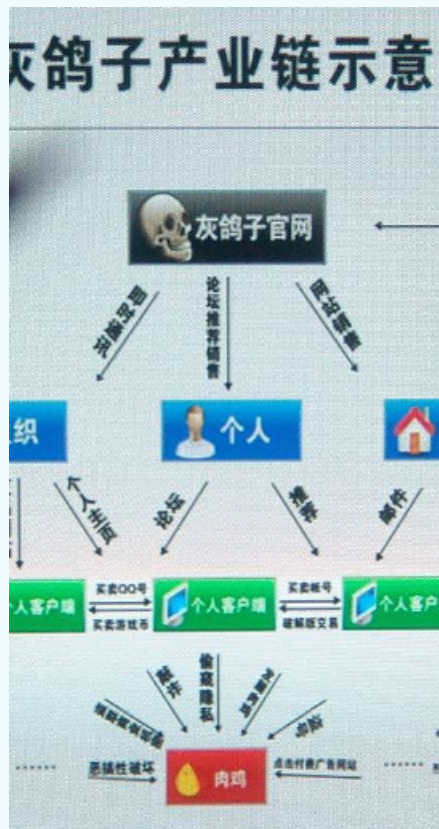 灰鸽子产业链示意
灰鸽子官网
论坛推荐销售
网站销售
织
个人
个人主页
论坛
推荐
邮件
个人客户端
买卖QQ号
买卖游戏币
个人客户端
买卖帐号
破解版交易
个人客户
偷窥隐私
恶搞性破坏
肉鸡
点击付费广告网站